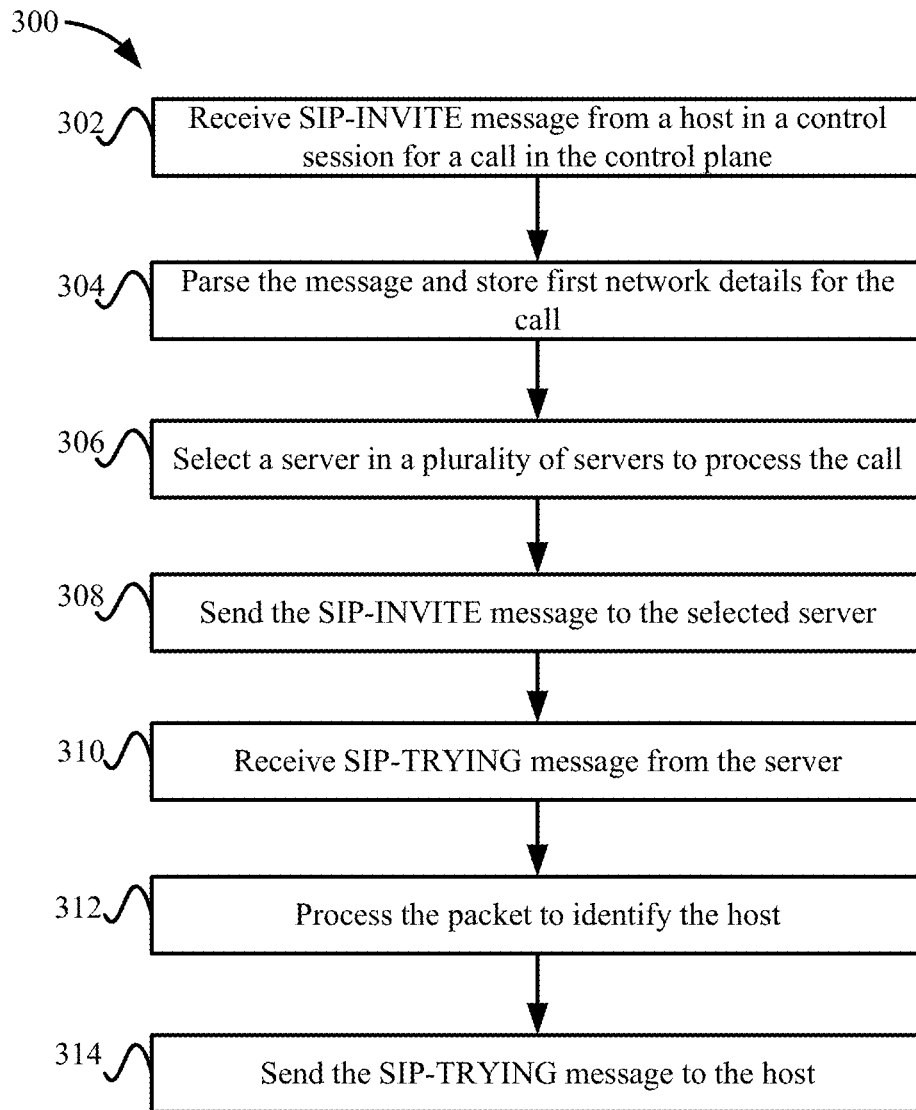 300
302
Receive SIP-INVITE message from a host in a control
session for a call in the control plane
304
Parse the message and store first network details for the
call
306
Select a server in a plurality of servers to process the call
308
Send the SIP-INVITE message to the selected server
310
Receive SIP-TRYING message from the server
312
Process the packet to identify the host
314
Send the SIP-TRYING message to the host